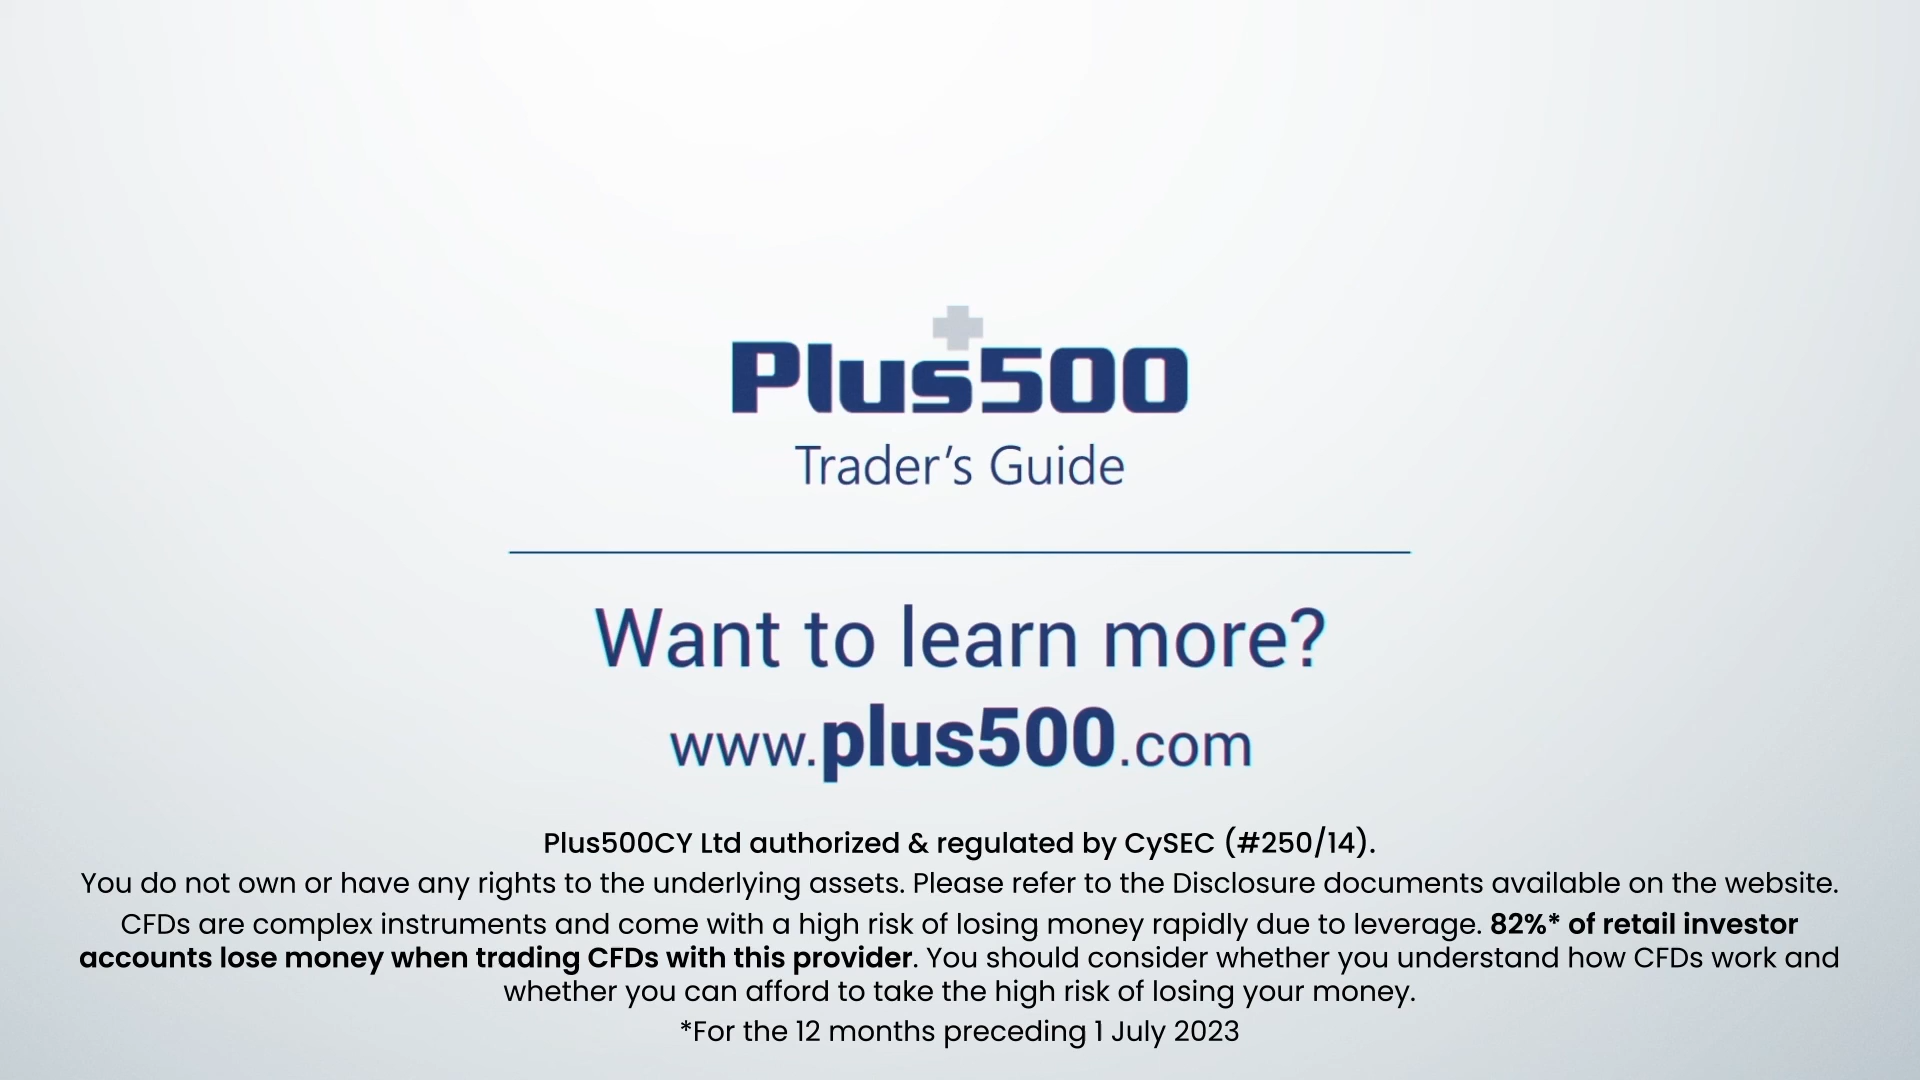 Plus500
Trader's Guide
Want to learn more?
www.plus500.com
Plus500CY Ltd authorized & regulated by CySEC (#250/14).
You do not own or have any rights to the underlying assets. Please refer to the Disclosure documents available on the website.
CFDs are complex instruments and come with a high risk of losing money rapidly due to leverage. 82%* of retail investor
accounts lose money when trading CFDs with this provider. You should consider whether you understand how CFDs work and
whether you can afford to take the high risk of losing your money.
*For the 12 months preceding 1 July 2023